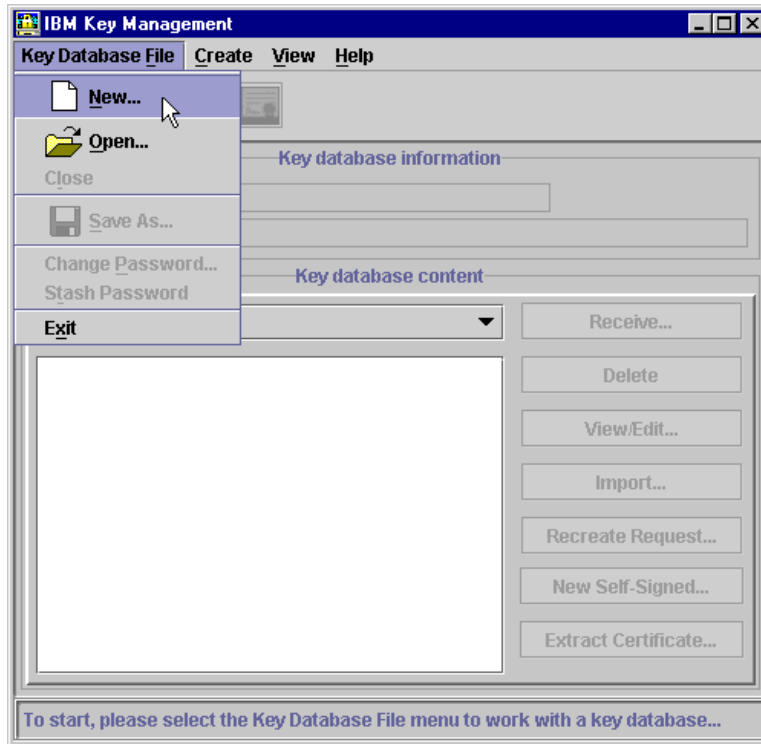 IBM Key Management
Key Database File Create View Help
New...
Open...
Close
Save As...
Change Password...
Stash Password
Exit
Key database information
Key database content
Receive...
Delete
View/Edit...
Import...
Recreate Request...
New Self-Signed...
Extract Certificate...
To start, please select the Key Database File menu to work with a key database...